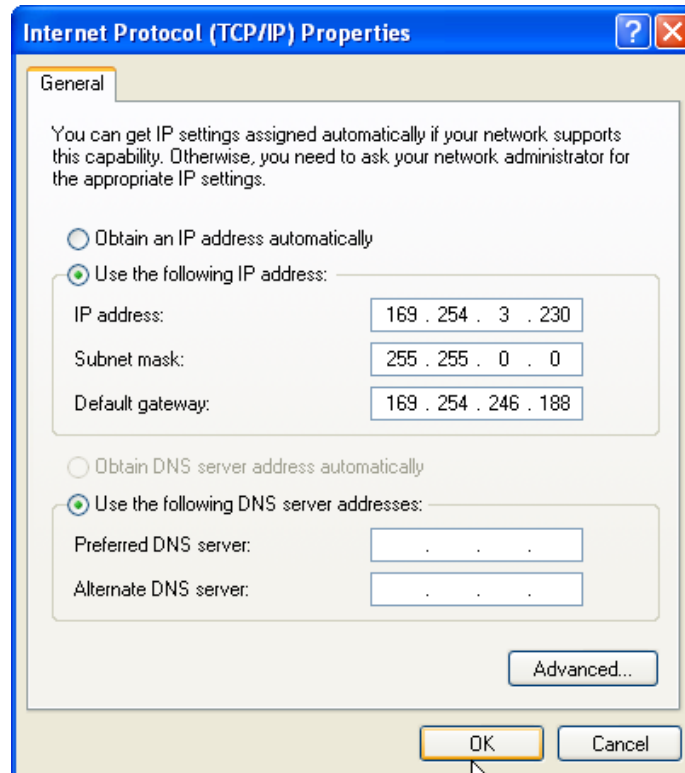 Internet Protocol (TCP/IP) Properties
General
You can get IP settings assigned automatically if your network supports
this capability. Otherwise, you need to ask your network administrator for
the appropriate IP settings.
Obtain an IP address automatically
Use the following IP address:
IP address: 169 . 254 . 3 . 230
Subnet mask: 255 . 255 . 0 . 0
Default gateway: 169 . 254 . 246 . 188
Obtain DNS server address automatically
Use the following DNS server addresses:
Preferred DNS server: . . .
Alternate DNS server: . . .
Advanced...
OK Cancel